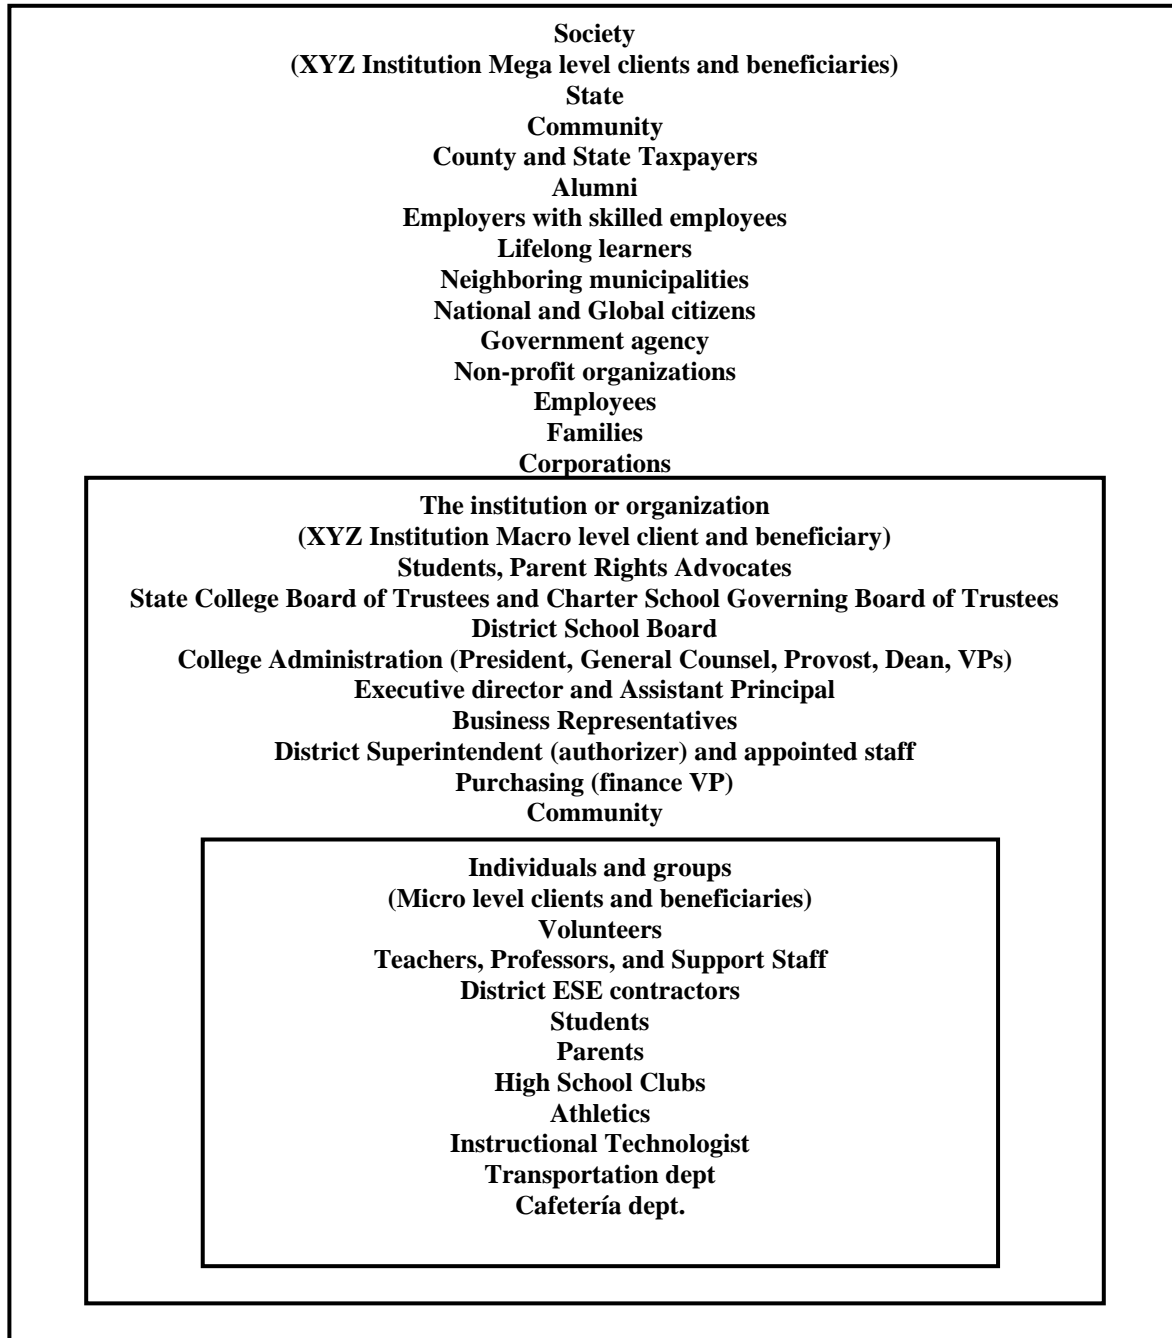 Society
(XYZ Institution Mega level clients and beneficiaries)
State
Community
County and State Taxpayers
Alumni
Employers with skilled employees
Lifelong learners
Neighboring municipalities
National and Global citizens
Government agency
Non-profit organizations
Employees
Families
Corporations
The institution or organization
(XYZ Institution Macro level client and beneficiary)
Students, Parent Rights Advocates
State College Board of Trustees and Charter School Governing Board of Trustees
District School Board
College Administration (President, General Counsel, Provost, Dean, VPs)
Executive director and Assistant Principal
Business Representatives
District Superintendent (authorizer) and appointed staff
Purchasing (finance VP)
Community
Individuals and groups
(Micro level clients and beneficiaries)
Volunteers
Teachers, Professors, and Support Staff
District ESE contractors
Students
Parents
High School Clubs
Athletics
Instructional Technologist
Transportation dept
Cafetería dept.